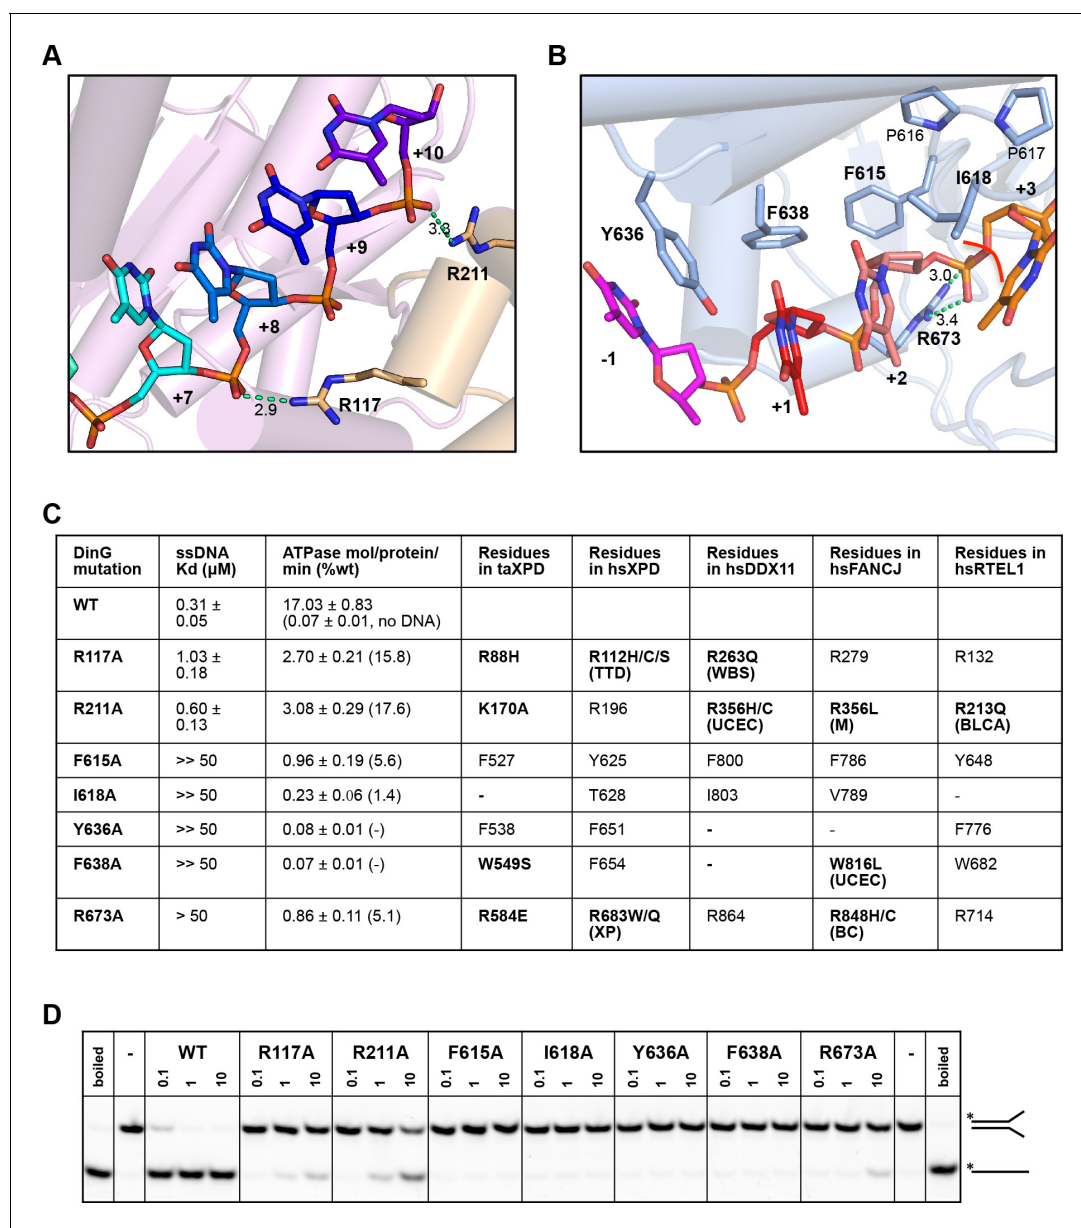 A
+10
3.3
+9
R211
+8
+7
2.9
R117
B
P616
P617
F615
I618
+3
F638
Y636
3.0
3.4
R673
-1
+2
+1
C
DinG mutation | ssDNA Kd (µM) | ATPase mol/protein/ min (%wt) | Residues in taXPD | Residues in hsXPD | Residues in hsDDX11 | Residues in hsFANCJ | Residues in hsRTEL1
WT | 0.31 ± 0.05 | 17.03 ± 0.83 (0.07 ± 0.01, no DNA)
R117A | 1.03 ± 0.18 | 2.70 ± 0.21 (15.8) | R88H | R112H/C/S (TTD) | R263Q (WBS) | R279 | R132
R211A | 0.60 ± 0.13 | 3.08 ± 0.29 (17.6) | K170A | R196 | R356H/C (UCEC) | R356L (M) | R213Q (BLCA)
F615A | >> 50 | 0.96 ± 0.19 (5.6) | F527 | Y625 | F800 | F786 | Y648
I618A | >> 50 | 0.23 ± 0.06 (1.4) | - | T628 | I803 | V789 | -
Y636A | >> 50 | 0.08 ± 0.01 (-) | F538 | F651 | - | - | F776
F638A | >> 50 | 0.07 ± 0.01 (-) | W549S | F654 | - | W816L (UCEC) | W682
R673A | > 50 | 0.86 ± 0.11 (5.1) | R584E | R683W/Q (XP) | R864 | R848H/C (BC) | R714
D
boiled - WT R117A R211A F615A I618A Y636A F638A R673A - boiled
0.1 1 10 0.1 1 10 0.1 1 10 0.1 1 10 0.1 1 10 0.1 1 10 0.1 1 10 0.1 1 10
*
*